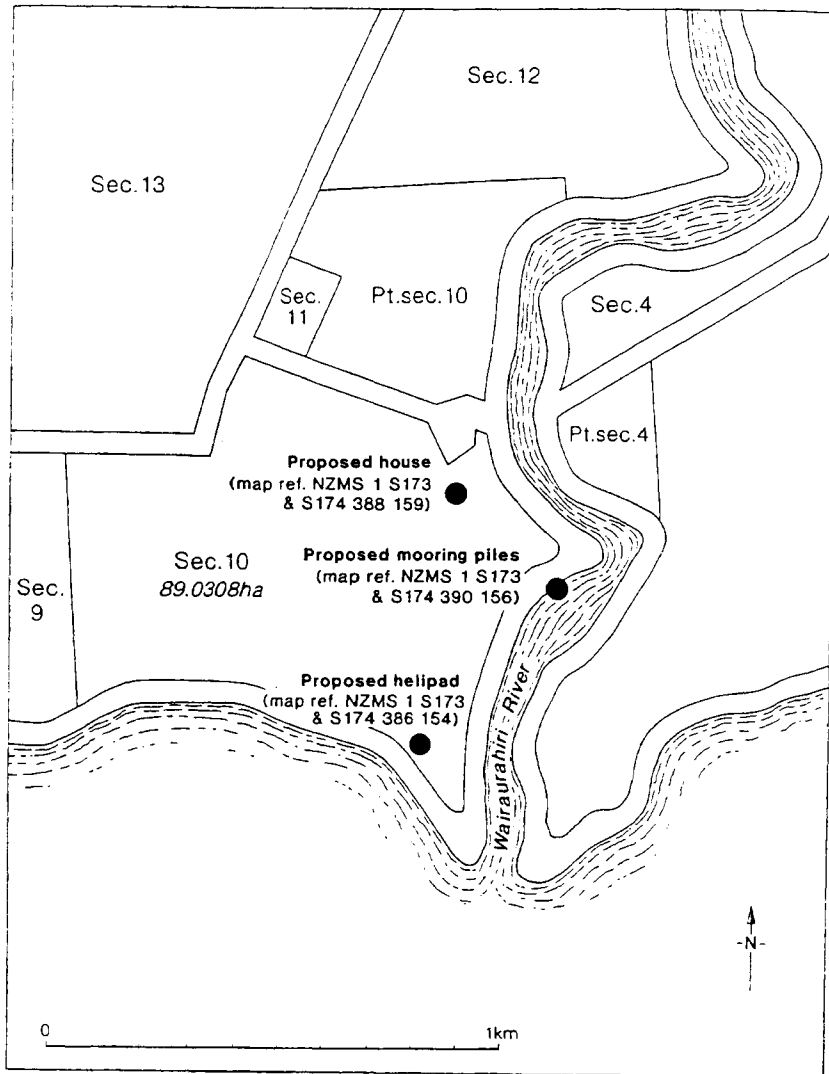 Sec.12
Sec.13
Sec.
11
Pt.sec.10
Sec.4
Pt.sec.4
Proposed house
(map ref. NZMS 1 S173
& S174 388 159)
Proposed mooring piles
(map ref. NZMS 1 S173
& S174 390 156)
Sec.10
89.0308ha
Sec.
9
Proposed helipad
(map ref. NZMS 1 S173
& S174 386 154)
Wairaurahiri River
-N-
0
1km